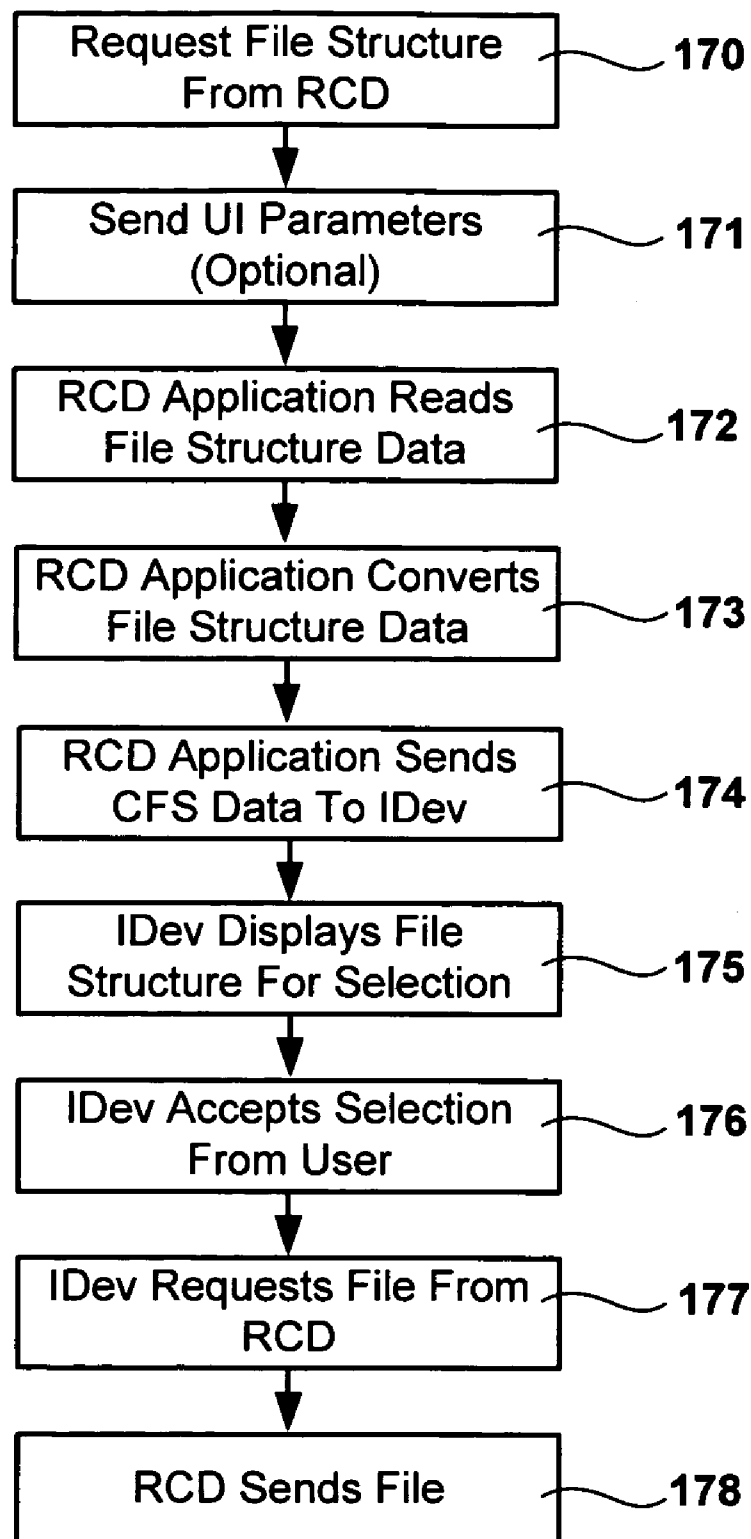 Request File Structure
From RCD
170
Send UI Parameters
(Optional)
171
RCD Application Reads
File Structure Data
172
RCD Application Converts
File Structure Data
173
RCD Application Sends
CFS Data To IDev
174
IDev Displays File
Structure For Selection
175
IDev Accepts Selection
From User
176
IDev Requests File From
RCD
177
RCD Sends File
178